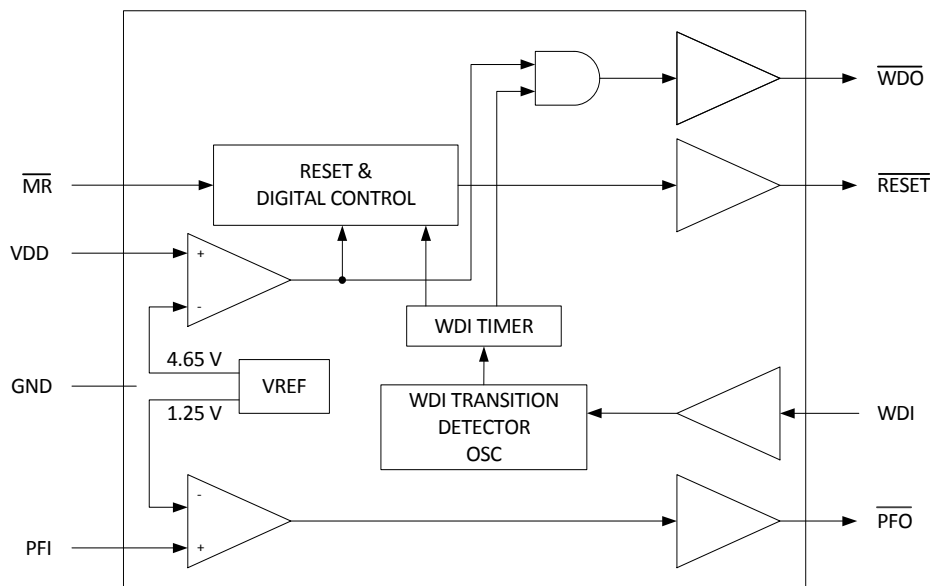 WDO
RESET &
DIGITAL CONTROL
MR
RESET
VDD
+
-
WDI TIMER
4.65 V
VREF
GND
1.25 V
WDI TRANSITION
DETECTOR
OSC
WDI
-
+
PFI
PFO